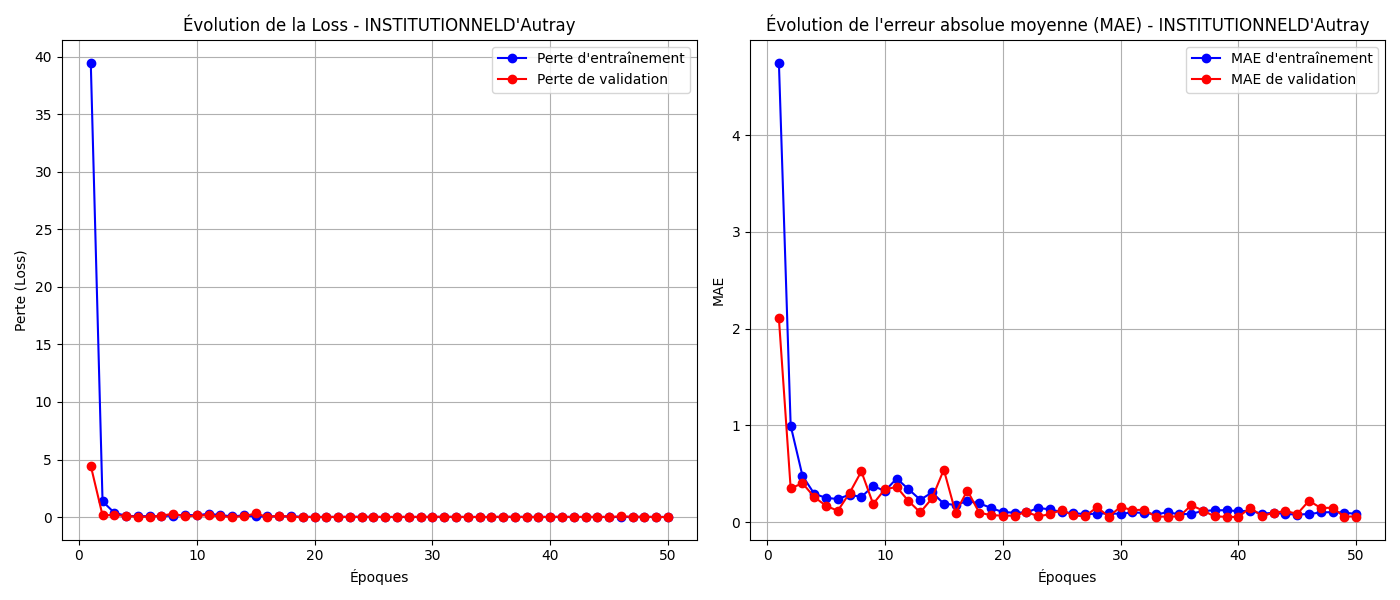 Évolution de la Loss - INSTITUTIONNELD'Autray
Perte d'entraînement
Perte de validation
40
35
30
25
20
15
10
5
0
Perte (Loss)
0 10 20 30 40 50
Époques
Évolution de l'erreur absolue moyenne (MAE) - INSTITUTIONNELD'Autray
MAE d'entraînement
MAE de validation
4
3
2
1
0
MAE
0 10 20 30 40 50
Époques